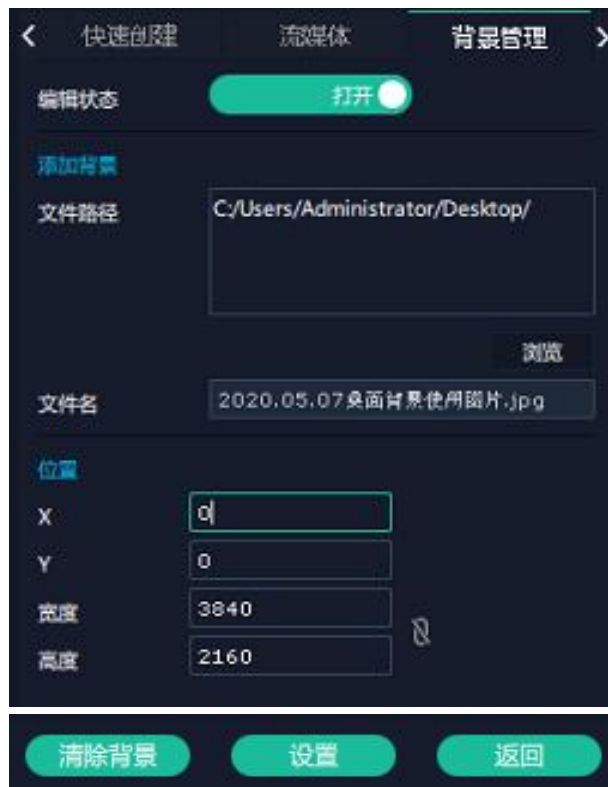 快速创建 流媒体 背景管理
编辑状态 打开
添加背景
文件路径 C:/Users/Administrator/Desktop/
浏览
文件名 2020.05.07桌面背景使用图片.jpg
位置
X 0
Y 0
宽度 3840
高度 2160
清除背景 设置 返回